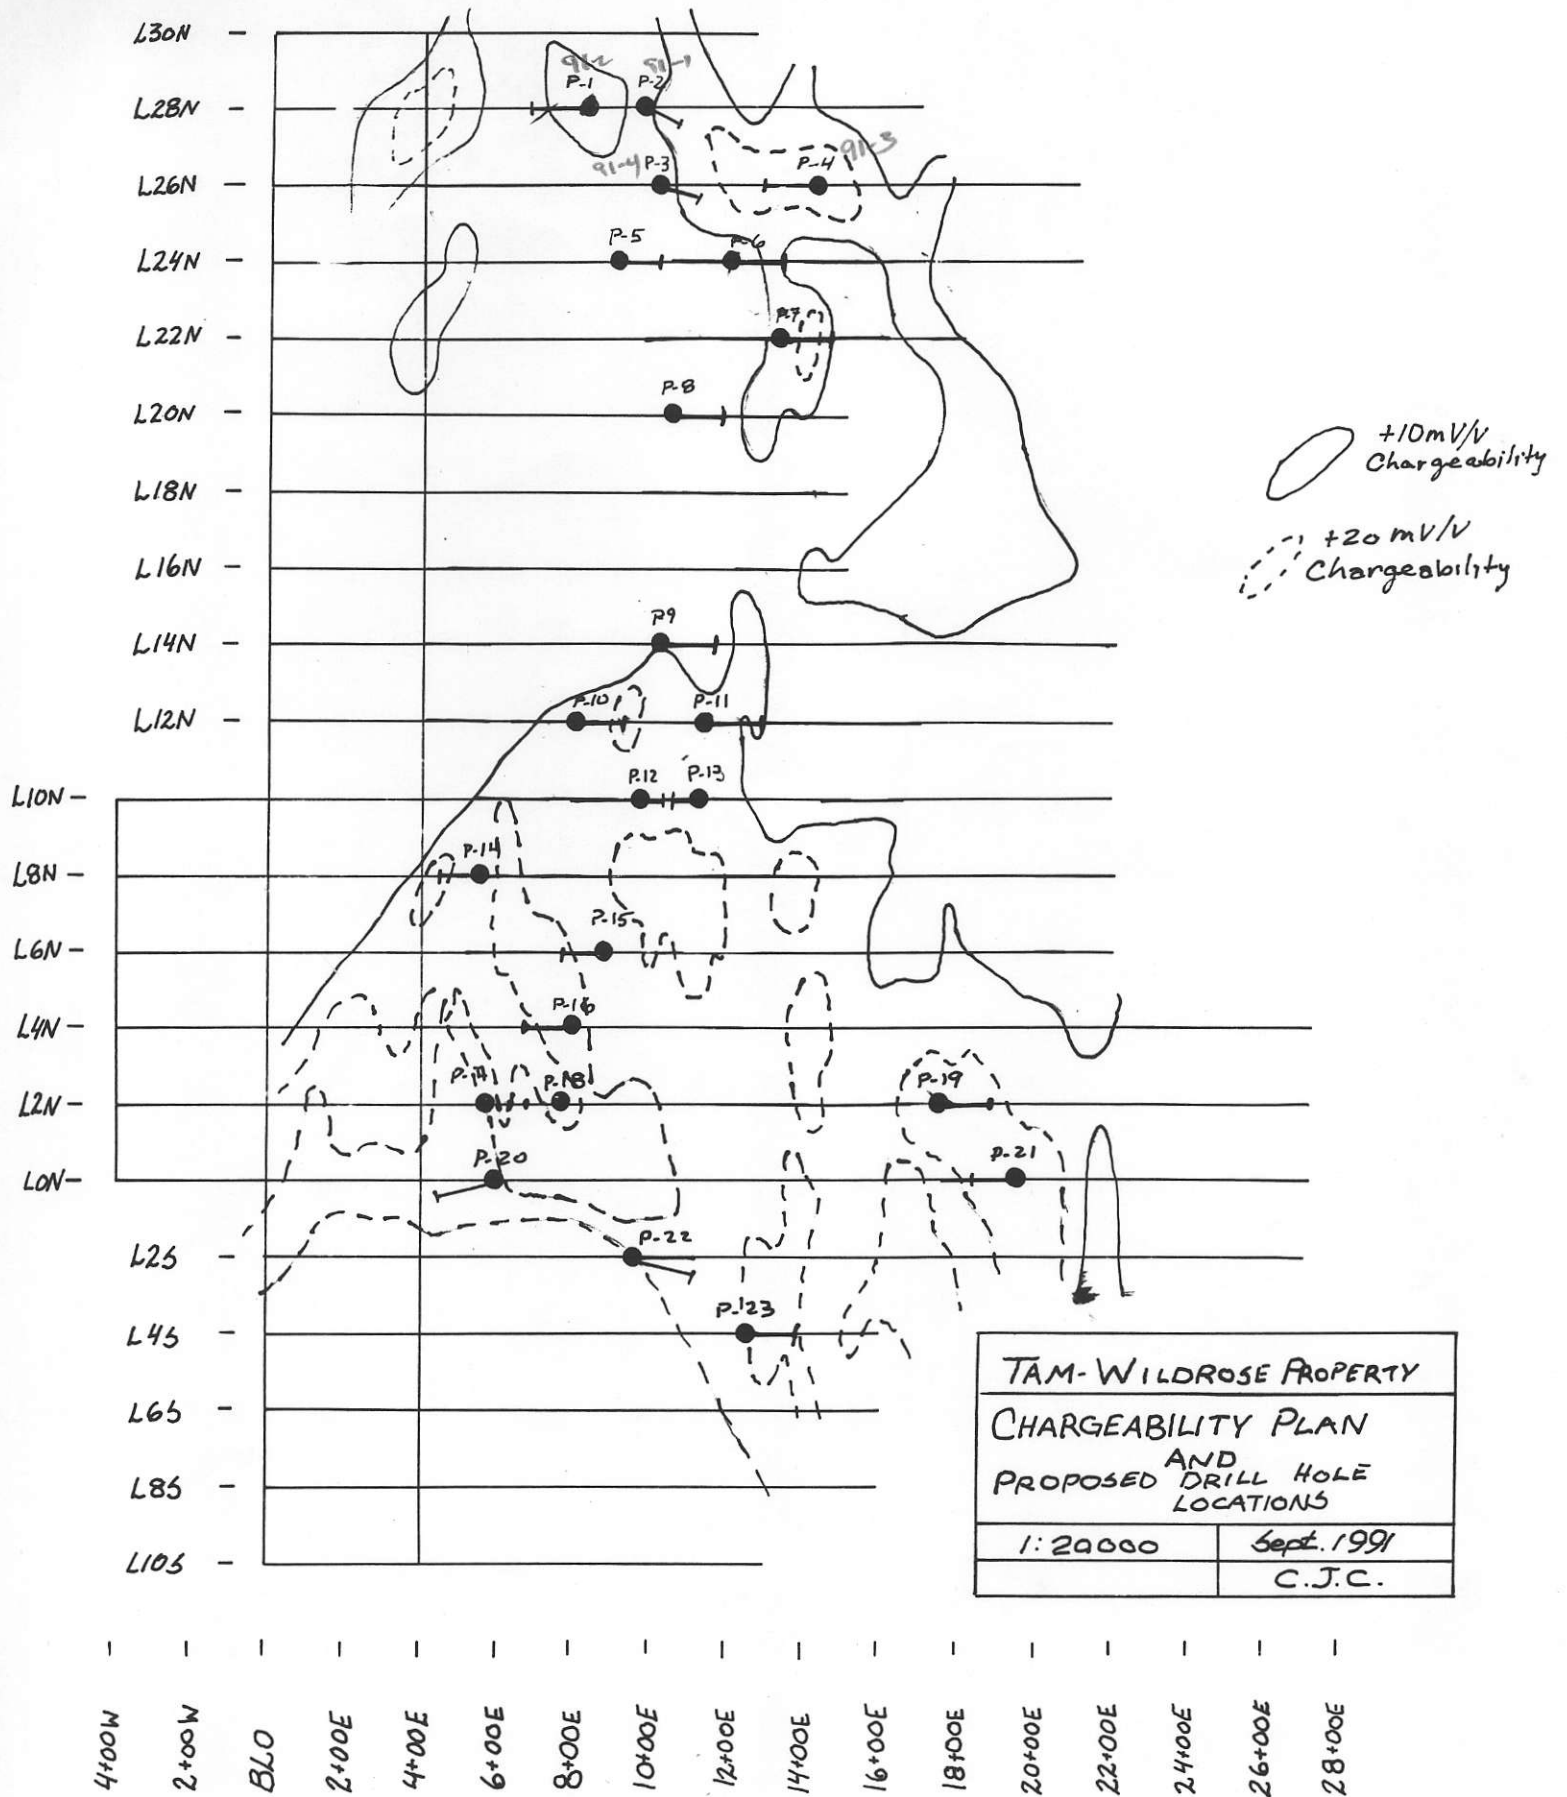 L30N
91-2 91-1
P-1 P-2
L28N
91-4 P-3 P-4 91-3
L26N
P-5 P-6
L24N
P-7
L22N
P-8
L20N
+10mV/V
Chargeability
L18N
+20 mV/V
Chargeability
L16N
P9
L14N
P-10 P-11
L12N
P-12 P-13
L10N
P-14
L8N
P-15
L6N
P-16
L4N
P-17 P-18 P-19
L2N
P-20 P-21
L0N
P-22
L2S
P-23
L4S
TAM-WILDROSE PROPERTY
L6S
CHARGEABILITY PLAN
AND
PROPOSED DRILL HOLE
LOCATIONS
L8S
1:20000 Sept. 1991
C.J.C.
L10S
4+00W 2+00W BLO 2+00E 4+00E 6+00E 8+00E 10+00E 12+00E 14+00E 16+00E 18+00E 20+00E 22+00E 24+00E 26+00E 28+00E